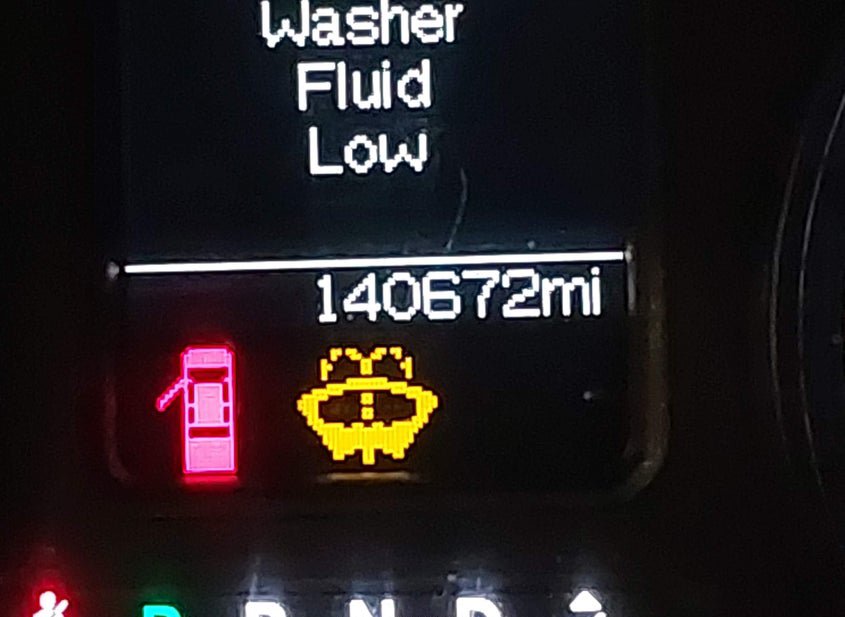 Washer
Fluid
Low
140672mi
P R N D